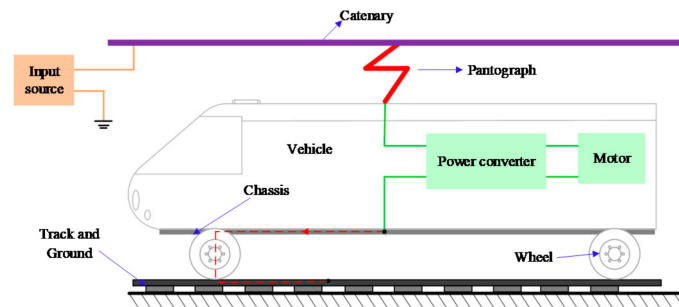 Catenary
Input
source
Pantograph
Vehicle
Power converter
Motor
Chassis
Track and
Ground
Wheel